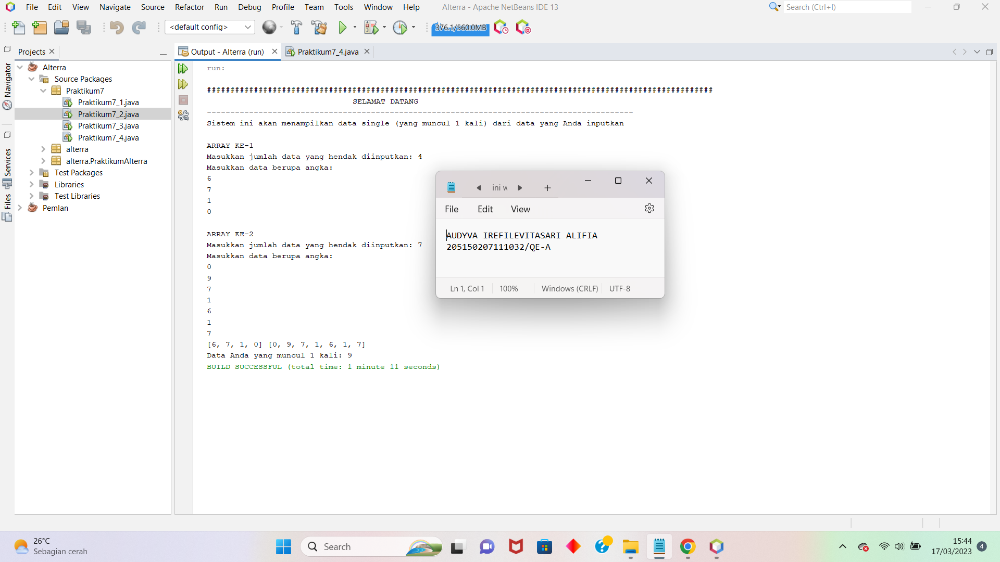 File Edit View Navigate Source Refactor Run Debug Profile Team Tools Window Help
Alterra - Apache NetBeans IDE 13
Search (Ctrl+I)
<default config>
376.1/560.0MB
Projects
Output - Alterra (run)
Praktikum7_4.java
Navigator
Services
Files
Alterra
Source Packages
Praktikum7
Praktikum7_1.java
Praktikum7_2.java
Praktikum7_3.java
Praktikum7_4.java
alterra
alterra.PraktikumAlterra
Test Packages
Libraries
Test Libraries
Pemlan
run:
############################################################################################################
SELAMAT DATANG
-------------------------------------------------------------------------------------------
Sistem ini akan menampilkan data single (yang muncul 1 kali) dari data yang Anda inputkan
ARRAY KE-1
Masukkan jumlah data yang hendak diinputkan: 4
Masukkan data berupa angka:
6
7
1
0
ARRAY KE-2
Masukkan jumlah data yang hendak diinputkan: 7
Masukkan data berupa angka:
0
9
7
1
6
1
7
[6, 7, 1, 0] [0, 9, 7, 1, 6, 1, 7]
Data Anda yang muncul 1 kali: 9
BUILD SUCCESSFUL (total time: 1 minute 11 seconds)
ini w
File Edit View
AUDYVA IREFILEVITASARI ALIFIA
205150207111032/QE-A
Ln 1, Col 1
100%
Windows (CRLF)
UTF-8
26°C
Sebagian cerah
Search
15:44
17/03/2023
4